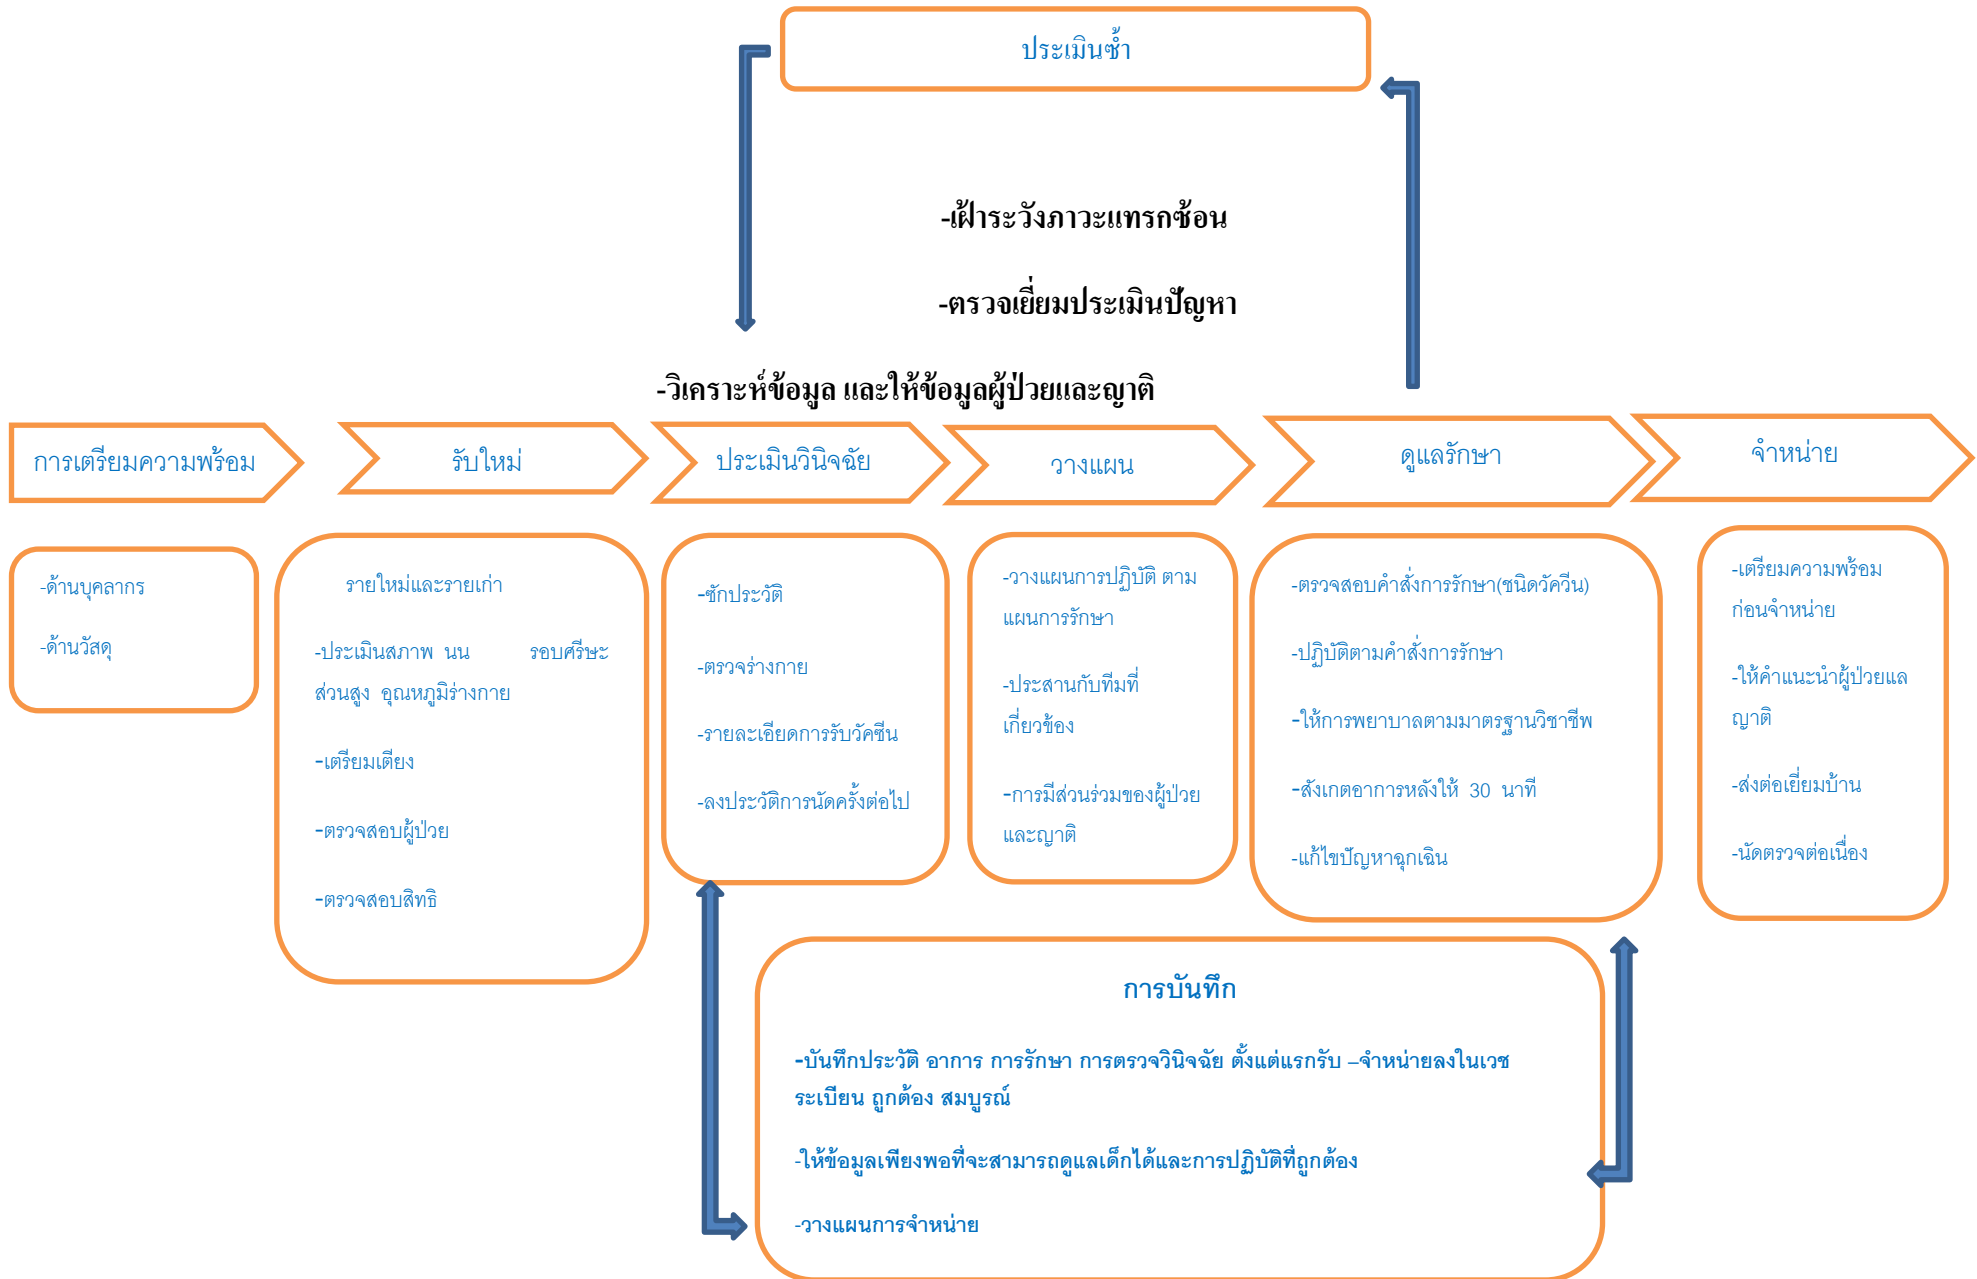 ประเมินซ้ำ
-เฝ้าระวังภาวะแทรกซ้อน
-ตรวจเยี่ยมประเมินปัญหา
-วิเคราะห์ข้อมูล และให้ข้อมูลผู้ป่วยและญาติ
การเตรียมความพร้อม
รับใหม่
ประเมินวินิจฉัย
วางแผน
ดูแลรักษา
จำหน่าย
-ด้านบุคลากร
-ด้านวัสดุ
รายใหม่และรายเก่า
-ประเมินสภาพ นน รอบศรีษะ
ส่วนสูง อุณหภูมิร่างกาย
-เตรียมเตียง
-ตรวจสอบผู้ป่วย
-ตรวจสอบสิทธิ
-ซักประวัติ
-ตรวจร่างกาย
-รายละเอียดการรับวัคซีน
-ลงประวัติการนัดครั้งต่อไป
-วางแผนการปฏิบัติ ตาม
แผนการรักษา
-ประสานกับทีมที่
เกี่ยวข้อง
-การมีส่วนร่วมของผู้ป่วย
และญาติ
-ตรวจสอบคำสั่งการรักษา(ชนิดวัควีน)
-ปฏิบัติตามคำสั่งการรักษา
-ให้การพยาบาลตามมาตรฐานวิชาชีพ
-สังเกตอาการหลังให้ 30 นาที
-แก้ไขปัญหาฉุกเฉิน
-เตรียมความพร้อม
ก่อนจำหน่าย
-ให้คำแนะนำผู้ป่วยแล
ญาติ
-ส่งต่อเยี่ยมบ้าน
-นัดตรวจต่อเนื่อง
การบันทึก
-บันทึกประวัติ อาการ การรักษา การตรวจวินิจฉัย ตั้งแต่แรกรับ –จำหน่ายลงในเวช
ระเบียน ถูกต้อง สมบูรณ์
-ให้ข้อมูลเพียงพอที่จะสามารถดูแลเด็กได้และการปฏิบัติที่ถูกต้อง
-วางแผนการจำหน่าย